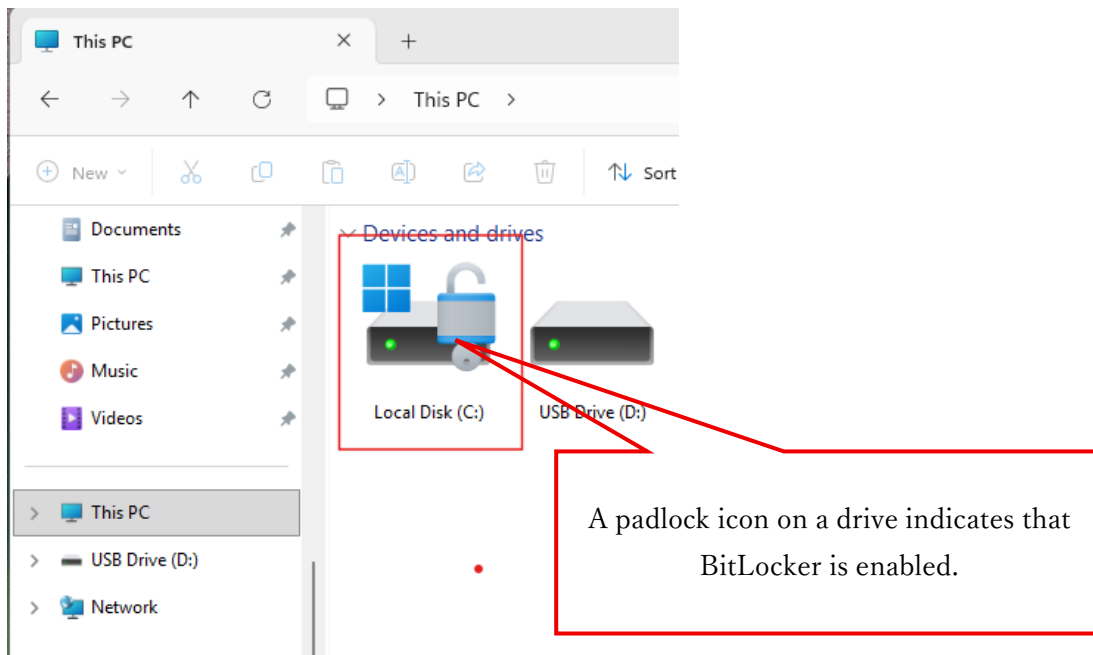 This PC
This PC
New
Sort
Documents
This PC
Pictures
Music
Videos
This PC
USB Drive (D:)
Network
Devices and drives
Local Disk (C:)
USB Drive (D:)
A padlock icon on a drive indicates that
BitLocker is enabled.